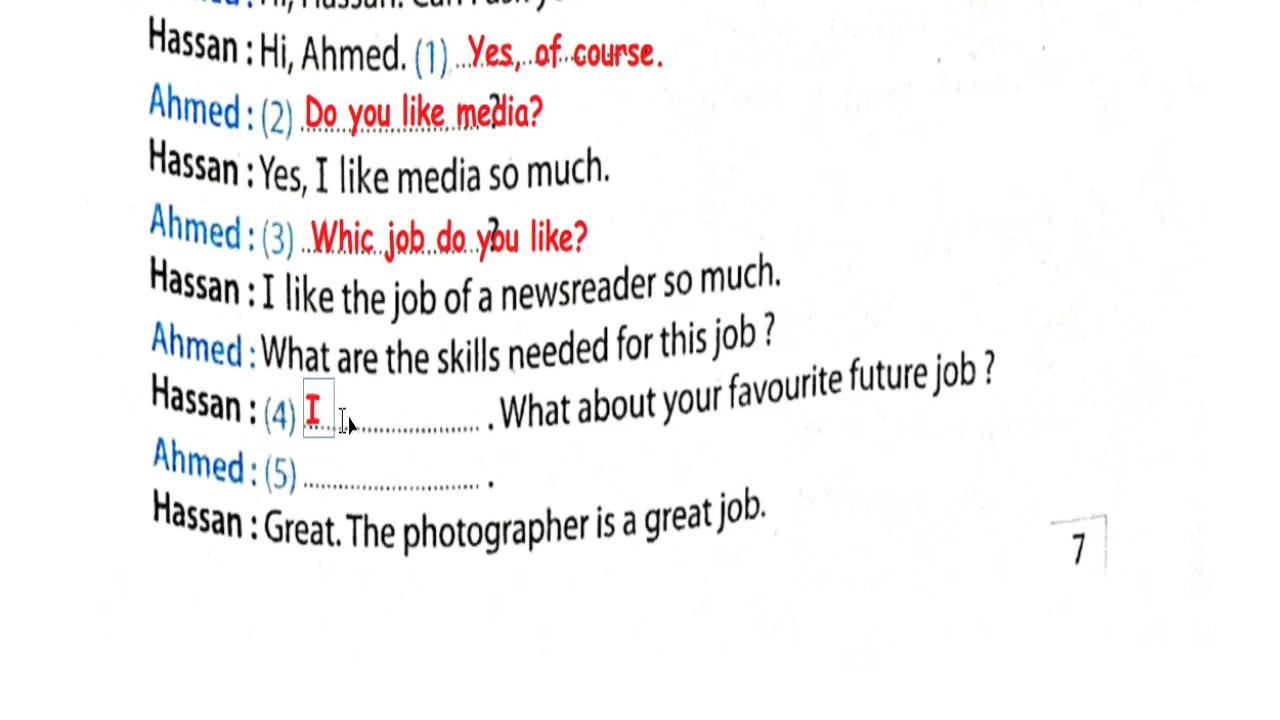 Hassan : Hi, Ahmed. (1) Yes, of course.
Ahmed : (2) Do you like media?
Hassan : Yes, I like media so much.
Ahmed : (3) Whic job do you like?
Hassan : I like the job of a newsreader so much.
Ahmed : What are the skills needed for this job ?
Hassan : (4) I .......................... . What about your favourite future job ?
Ahmed : (5) .................................. .
Hassan : Great. The photographer is a great job.
7